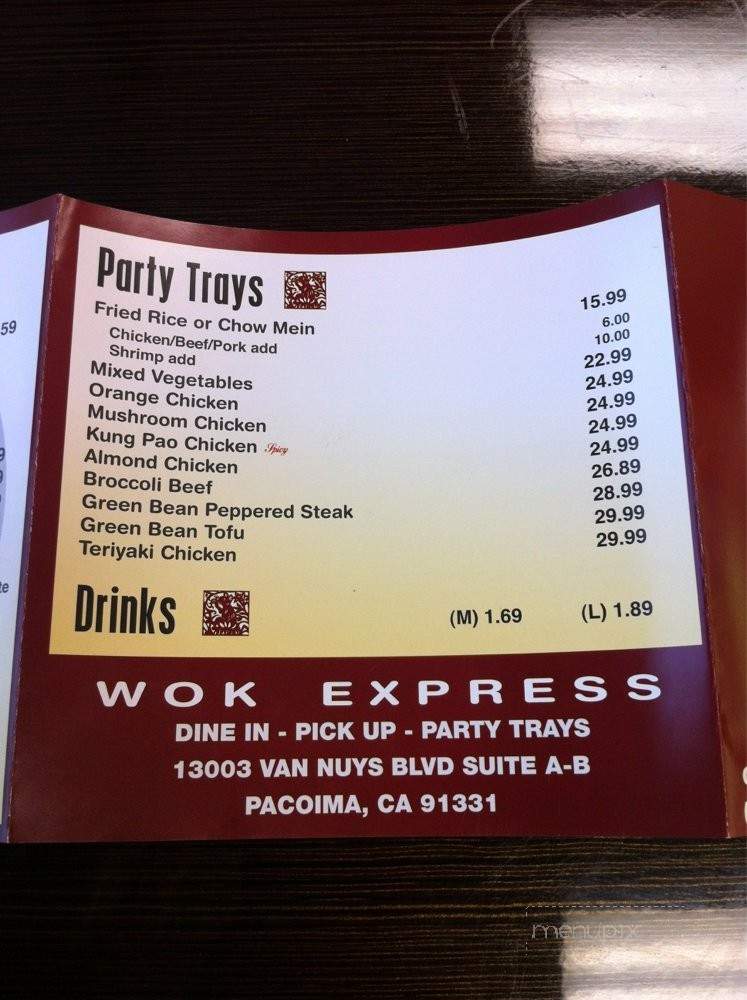 Party Trays
Fried Rice or Chow Mein 15.99
Chicken/Beef/Pork add 6.00
Shrimp add 10.00
Mixed Vegetables 22.99
Orange Chicken 24.99
Mushroom Chicken 24.99
Kung Pao Chicken Spicy 24.99
Almond Chicken 24.99
Broccoli Beef 26.89
Green Bean Peppered Steak 28.99
Green Bean Tofu 29.99
Teriyaki Chicken 29.99
Drinks (M) 1.69 (L) 1.89
WOK EXPRESS
DINE IN - PICK UP - PARTY TRAYS
13003 VAN NUYS BLVD SUITE A-B
PACOIMA, CA 91331
59
menupix